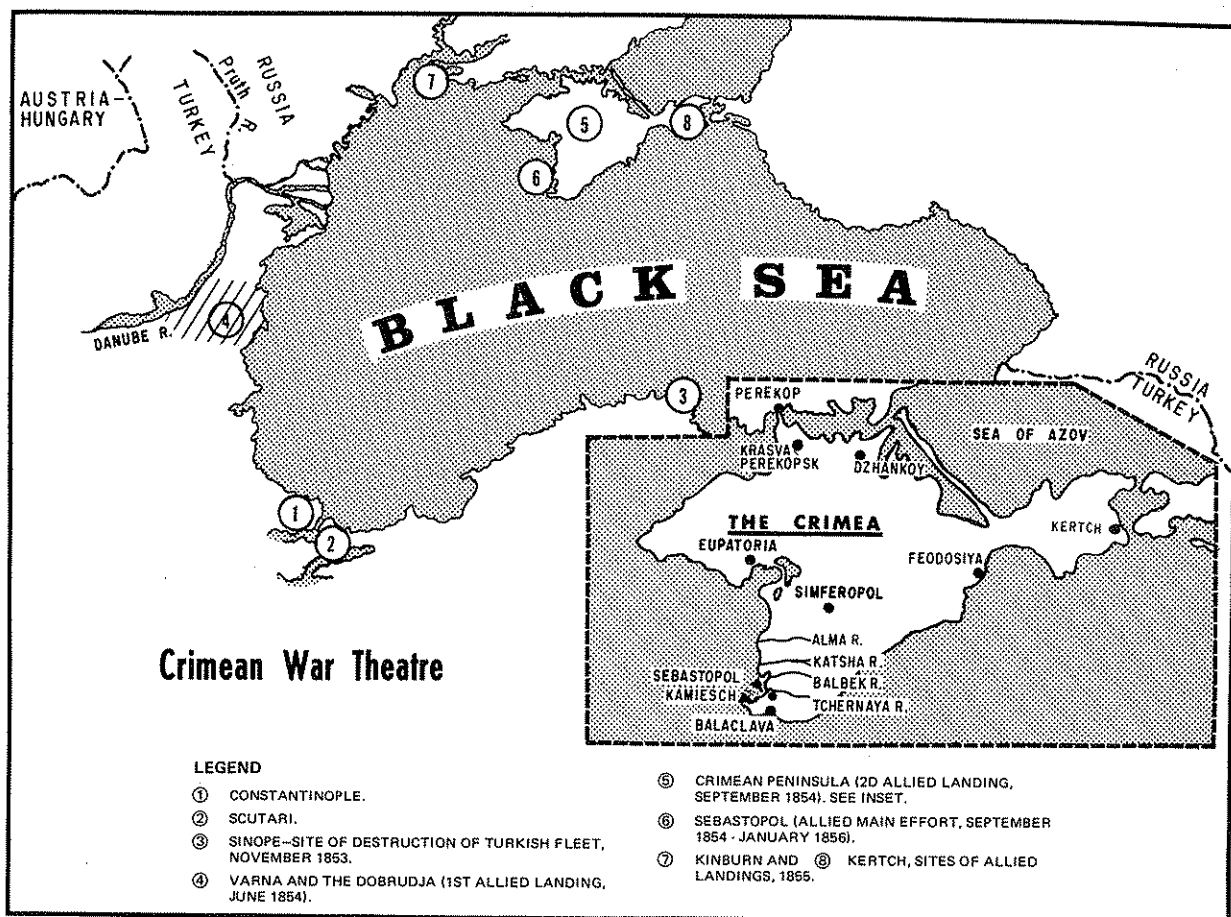 AUSTRIA–
HUNGARY
Pruth R.
RUSSIA
TURKEY
7
5
8
6
BLACK SEA
4
DANUBE R.
3
RUSSIA
TURKEY
1
2
PEREKOP
SEA OF AZOV
KRASVA
PEREKOPSK
DZHANKOY
THE CRIMEA
KERTCH
EUPATORIA
FEODOSIYA
SIMFEROPOL
ALMA R.
KATSHA R.
SEBASTOPOL
BALBEK R.
KAMIESCH
TCHERNAYA R.
BALACLAVA
Crimean War Theatre
LEGEND
① CONSTANTINOPLE.
② SCUTARI.
③ SINOPE—SITE OF DESTRUCTION OF TURKISH FLEET,
NOVEMBER 1853.
④ VARNA AND THE DOBRUDJA (1ST ALLIED LANDING,
JUNE 1854).
⑤ CRIMEAN PENINSULA (2D ALLIED LANDING,
SEPTEMBER 1854). SEE INSET.
⑥ SEBASTOPOL (ALLIED MAIN EFFORT, SEPTEMBER
1854 - JANUARY 1856).
⑦ KINBURN AND ⑧ KERTCH, SITES OF ALLIED
LANDINGS, 1855.